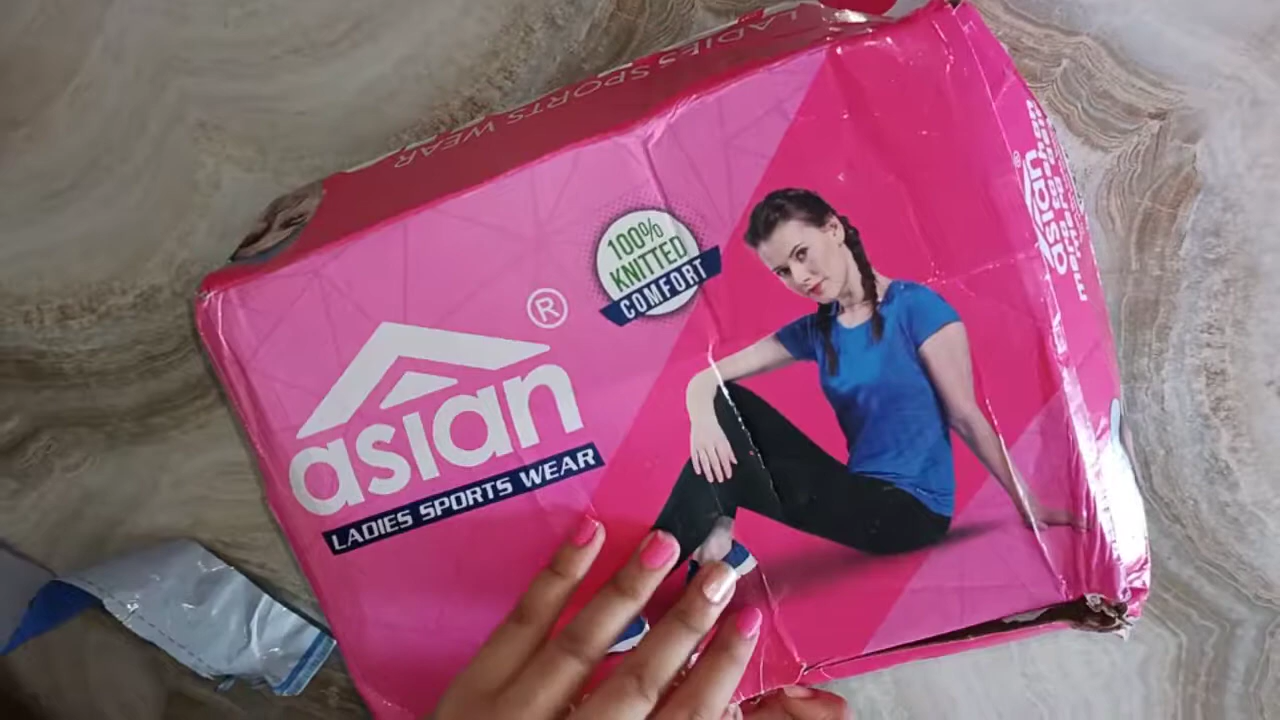 LADIES SPORTS WEAR
100%
KNITTED
COMFORT
®
asian
LADIES SPORTS WEAR
®
asian